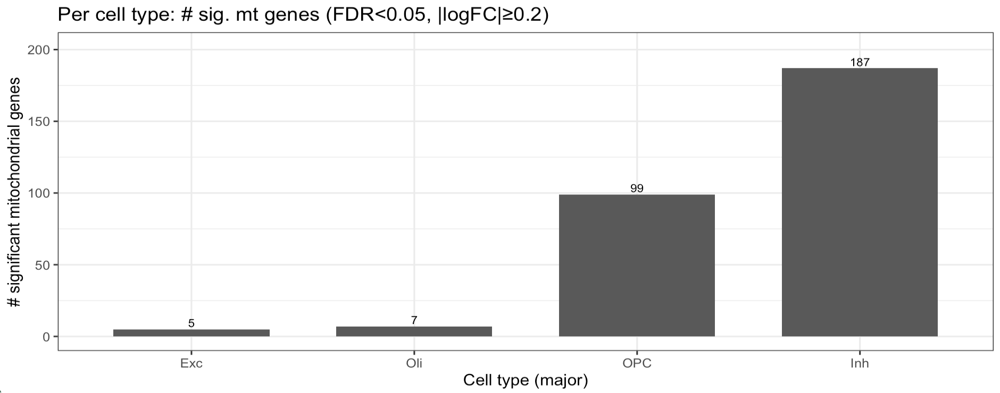 Per cell type: # sig. mt genes (FDR<0.05, |logFC|≥0.2)
# significant mitochondrial genes
200
150
100
50
0
5
7
99
187
Exc
Oli
OPC
Inh
Cell type (major)